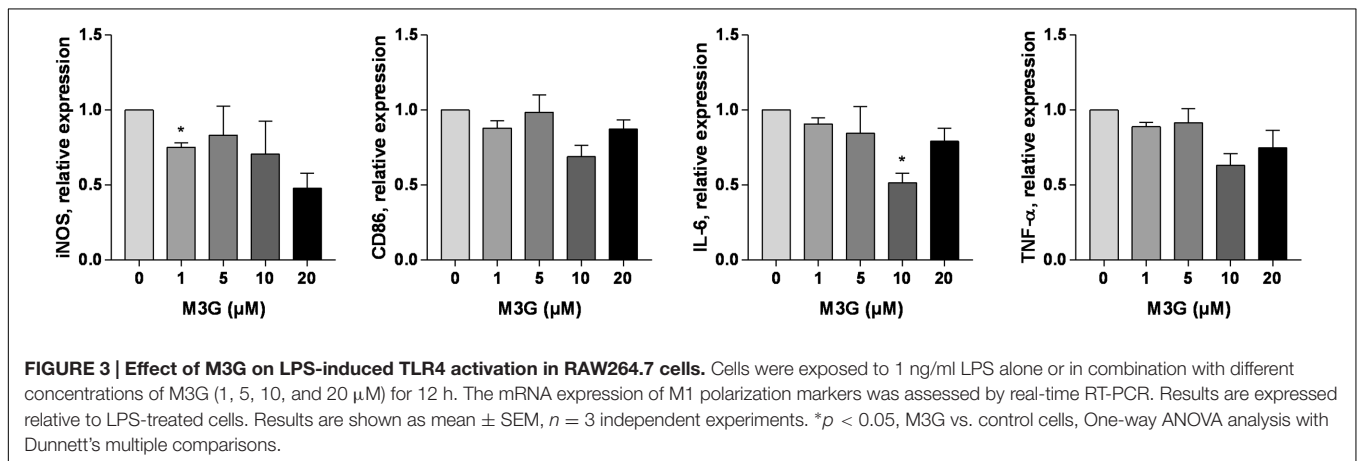 iNOS, relative expression
1.5
1.0
0.5
0.0
*
0 1 5 10 20
M3G (µM)
CD86, relative expression
1.5
1.0
0.5
0.0
0 1 5 10 20
M3G (µM)
IL-6, relative expression
1.5
1.0
0.5
0.0
*
0 1 5 10 20
M3G (µM)
TNF-α, relative expression
1.5
1.0
0.5
0.0
0 1 5 10 20
M3G (µM)
FIGURE 3 | Effect of M3G on LPS-induced TLR4 activation in RAW264.7 cells. Cells were exposed to 1 ng/ml LPS alone or in combination with different
concentrations of M3G (1, 5, 10, and 20 µM) for 12 h. The mRNA expression of M1 polarization markers was assessed by real-time RT-PCR. Results are expressed
relative to LPS-treated cells. Results are shown as mean ± SEM, n = 3 independent experiments. *p < 0.05, M3G vs. control cells, One-way ANOVA analysis with
Dunnett's multiple comparisons.